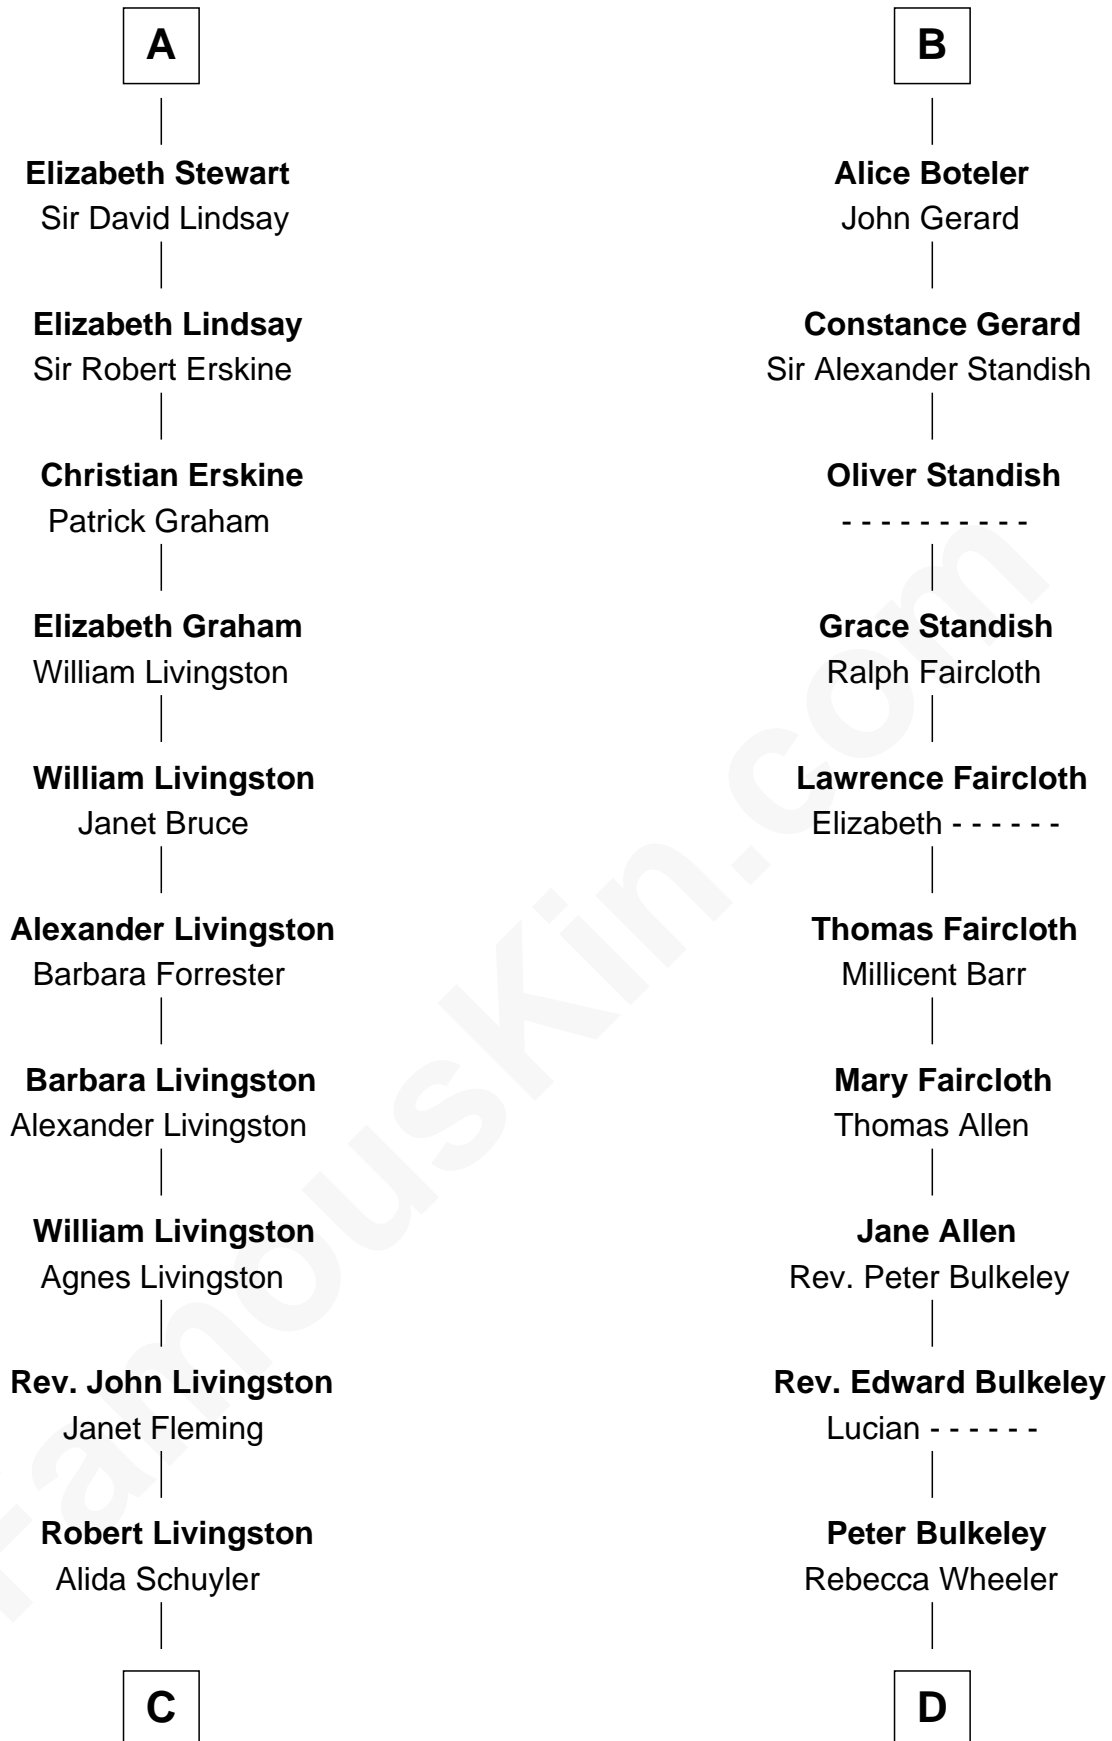 A
Elizabeth Stewart
Sir David Lindsay
Elizabeth Lindsay
Sir Robert Erskine
Christian Erskine
Patrick Graham
Elizabeth Graham
William Livingston
William Livingston
Janet Bruce
Alexander Livingston
Barbara Forrester
Barbara Livingston
Alexander Livingston
William Livingston
Agnes Livingston
Rev. John Livingston
Janet Fleming
Robert Livingston
Alida Schuyler
C
B
Alice Boteler
John Gerard
Constance Gerard
Sir Alexander Standish
Oliver Standish
- - - - - - - - - -
Grace Standish
Ralph Faircloth
Lawrence Faircloth
Elizabeth - - - - - -
Thomas Faircloth
Millicent Barr
Mary Faircloth
Thomas Allen
Jane Allen
Rev. Peter Bulkeley
Rev. Edward Bulkeley
Lucian - - - - - -
Peter Bulkeley
Rebecca Wheeler
D
FamousKin.com